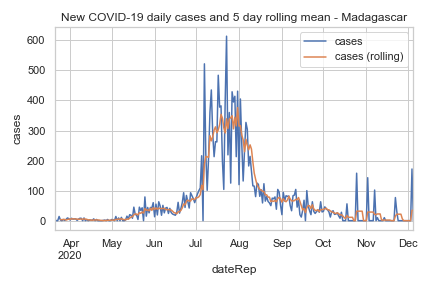 New COVID-19 daily cases and 5 day rolling mean - Madagascar
cases
cases (rolling)
600
500
400
300
200
100
0
cases
Apr May Jun Jul Aug Sep Oct Nov Dec
2020
dateRep